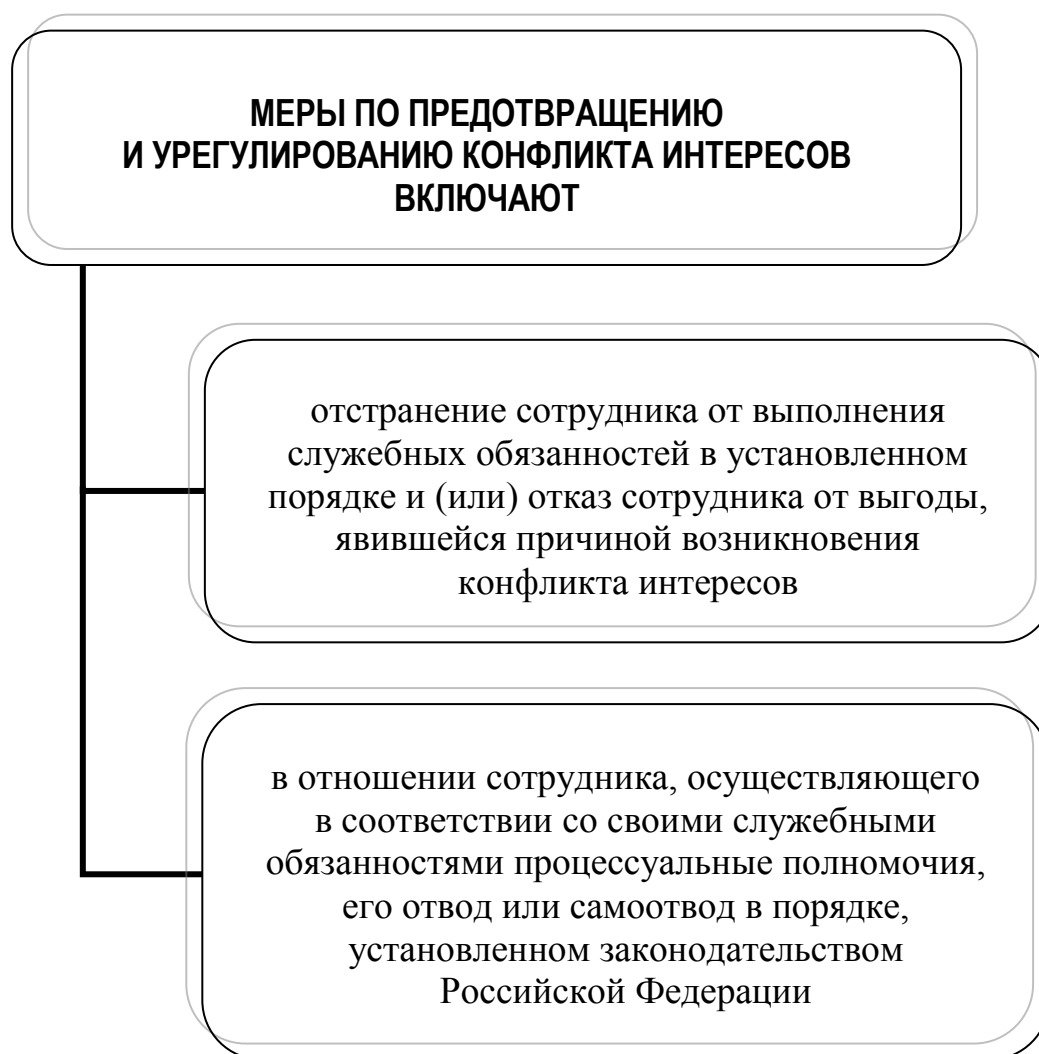 МЕРЫ ПО ПРЕДОТВРАЩЕНИЮ
И УРЕГУЛИРОВАНИЮ КОНФЛИКТА ИНТЕРЕСОВ
ВКЛЮЧАЮТ
отстранение сотрудника от выполнения
служебных обязанностей в установленном
порядке и (или) отказ сотрудника от выгоды,
явившейся причиной возникновения
конфликта интересов
в отношении сотрудника, осуществляющего
в соответствии со своими служебными
обязанностями процессуальные полномочия,
его отвод или самоотвод в порядке,
установленном законодательством
Российской Федерации